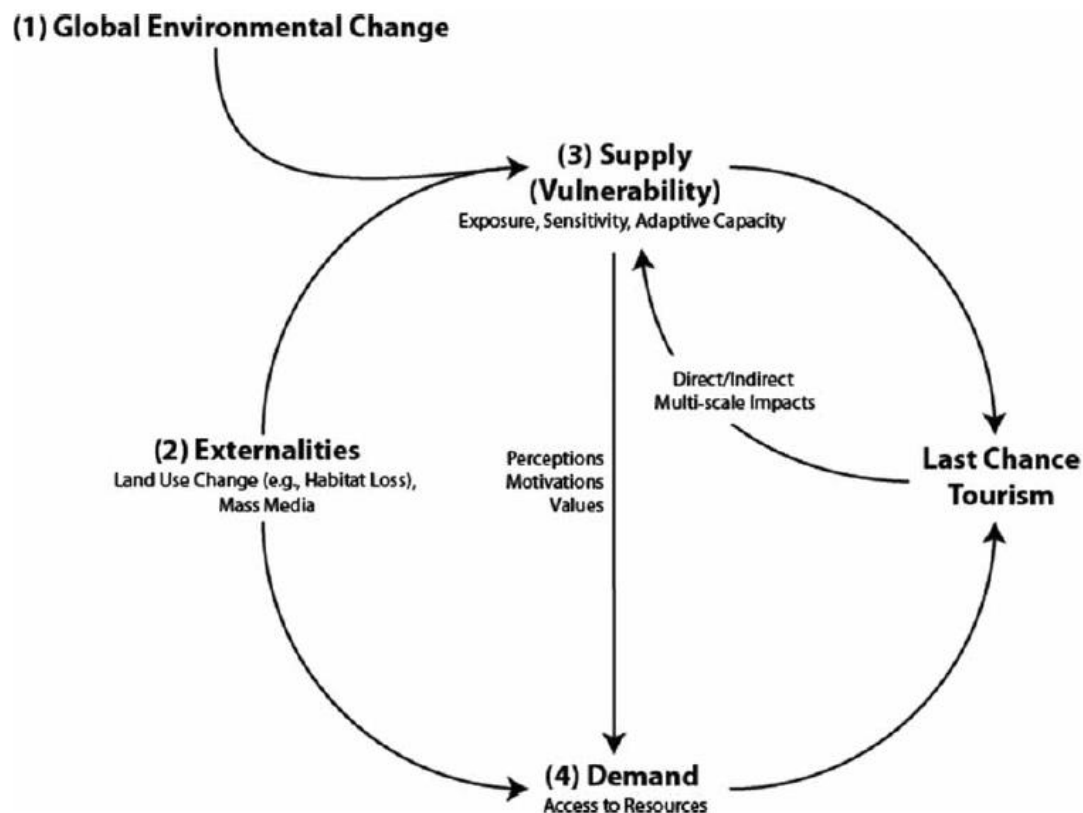 (1) Global Environmental Change
(3) Supply
(Vulnerability)
Exposure, Sensitivity, Adaptive Capacity
Direct/Indirect
Multi-scale Impacts
(2) Externalities
Land Use Change (e.g., Habitat Loss),
Mass Media
Perceptions
Motivations
Values
Last Chance
Tourism
(4) Demand
Access to Resources